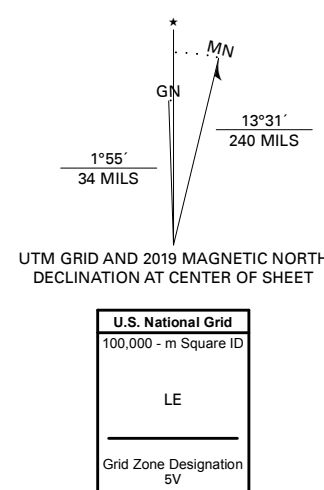 ★
MN
GN
13°31´
240 MILS
1°55´
34 MILS
UTM GRID AND 2019 MAGNETIC NORTH
DECLINATION AT CENTER OF SHEET
U.S. National Grid
100,000 - m Square ID
LE
Grid Zone Designation
5V